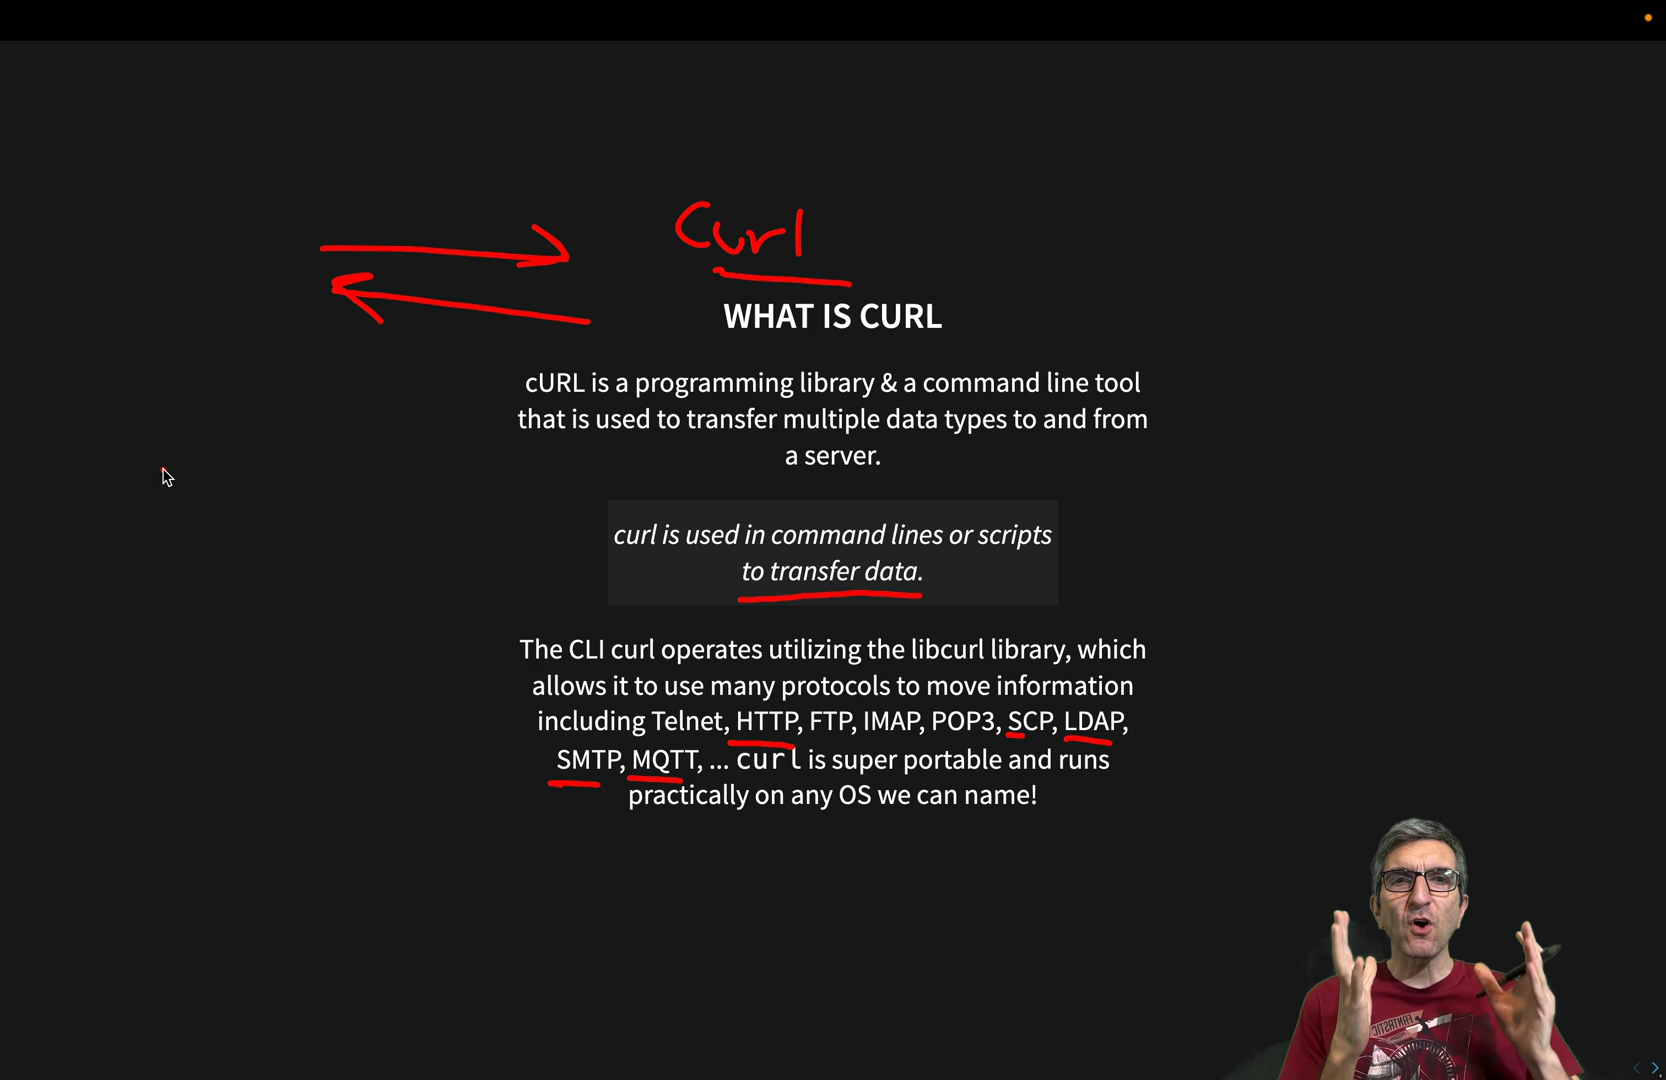 Curl
WHAT IS CURL
cURL is a programming library & a command line tool
that is used to transfer multiple data types to and from
a server.
curl is used in command lines or scripts
to transfer data.
The CLI curl operates utilizing the libcurl library, which
allows it to use many protocols to move information
including Telnet, HTTP, FTP, IMAP, POP3, SCP, LDAP,
SMTP, MQTT, ... curl is super portable and runs
practically on any OS we can name!
FANTASTIC